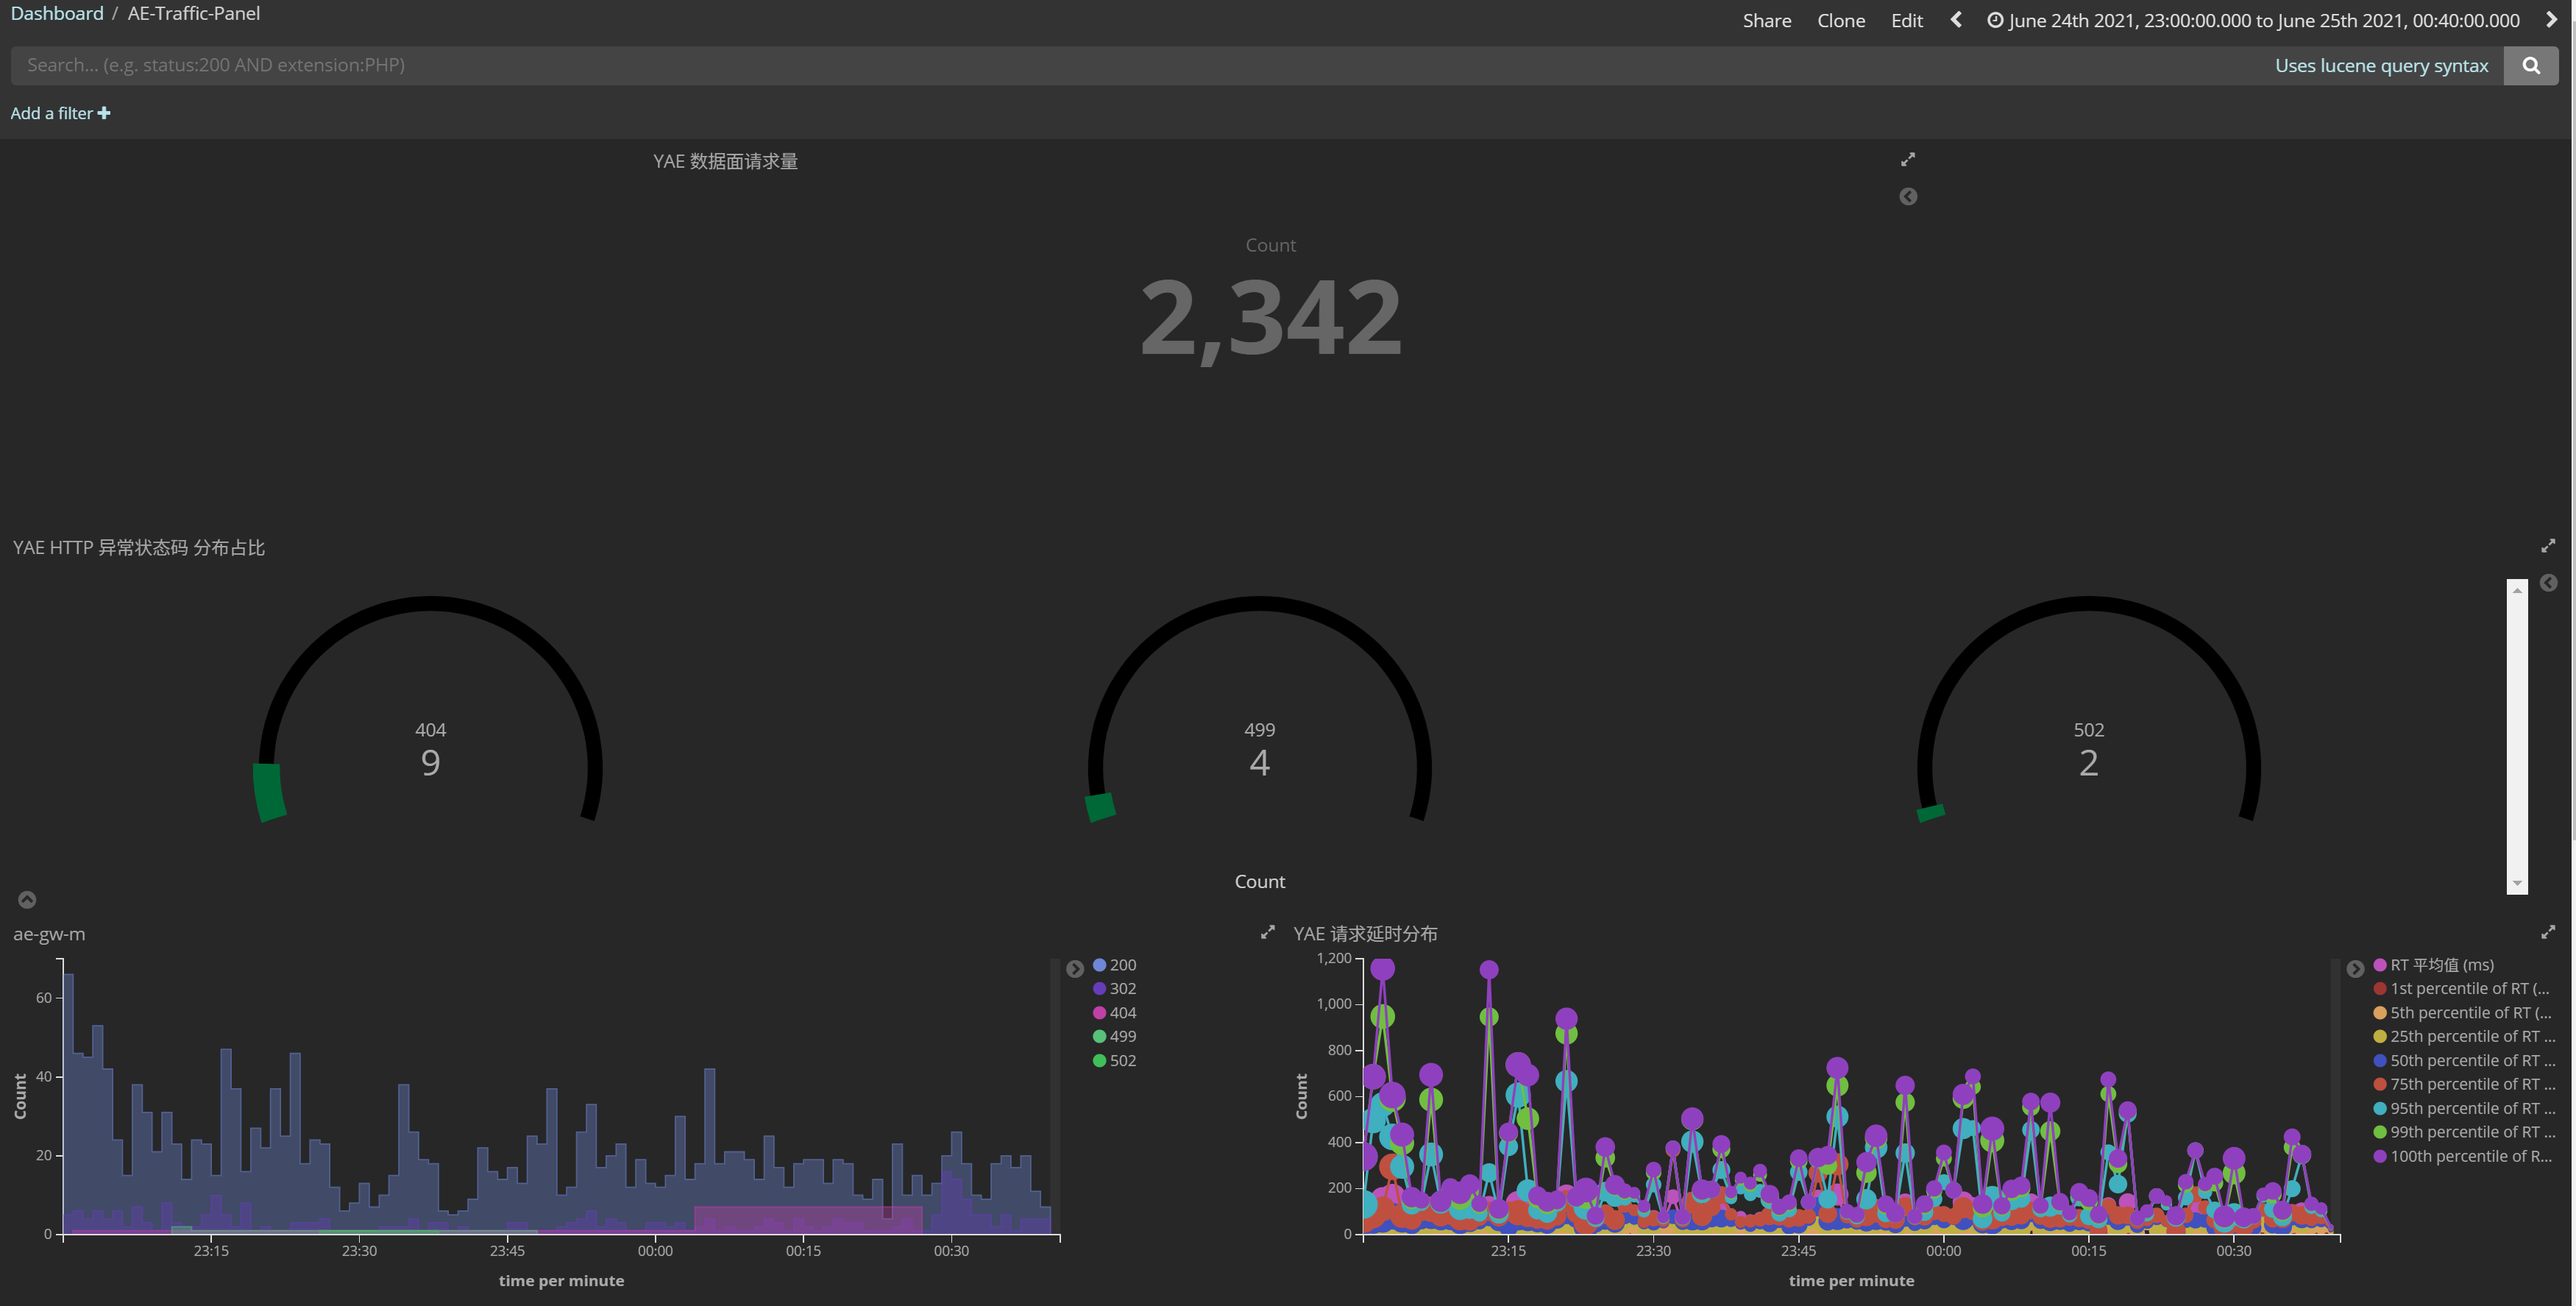 Dashboard / AE-Traffic-Panel
Share Clone Edit June 24th 2021, 23:00:00.000 to June 25th 2021, 00:40:00.000
Search... (e.g. status:200 AND extension:PHP)
Uses lucene query syntax
Add a filter
YAE 数据面请求量
Count
2,342
YAE HTTP 异常状态码 分布占比
404
9
499
4
502
2
Count
ae-gw-m
60
40
20
0
Count
23:15 23:30 23:45 00:00 00:15 00:30
time per minute
200
302
404
499
502
YAE 请求延时分布
1,200
1,000
800
600
400
200
0
Count
23:15 23:30 23:45 00:00 00:15 00:30
time per minute
RT 平均值 (ms)
1st percentile of RT (...
5th percentile of RT (...
25th percentile of RT ...
50th percentile of RT ...
75th percentile of RT ...
95th percentile of RT ...
99th percentile of RT ...
100th percentile of R...